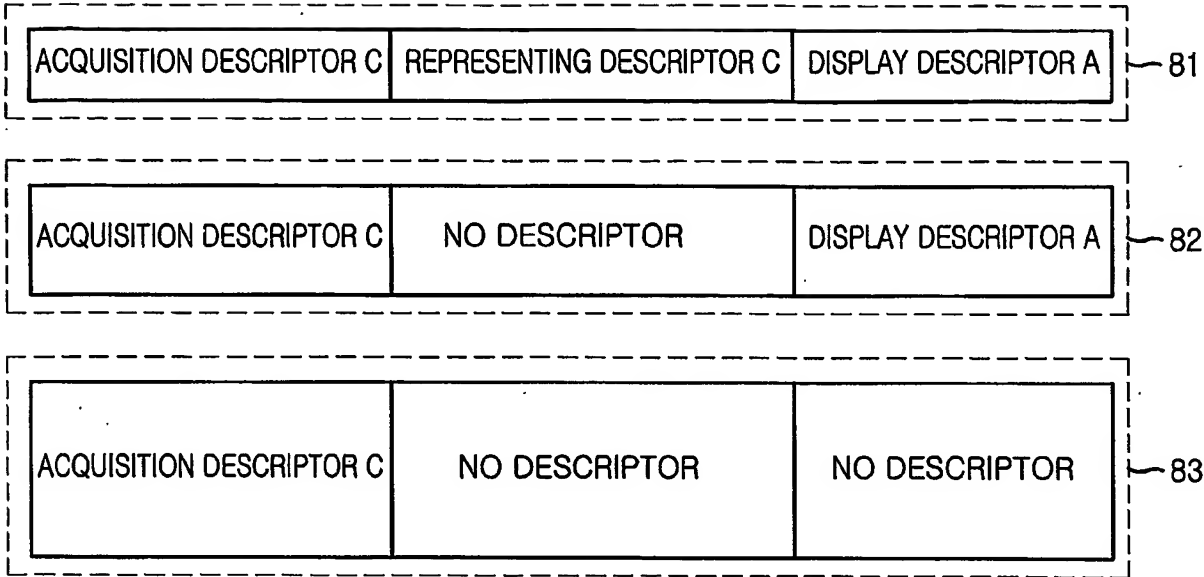 ACQUISITION DESCRIPTOR C REPRESENTING DESCRIPTOR C DISPLAY DESCRIPTOR A 81
ACQUISITION DESCRIPTOR C NO DESCRIPTOR DISPLAY DESCRIPTOR A 82
ACQUISITION DESCRIPTOR C NO DESCRIPTOR NO DESCRIPTOR 83